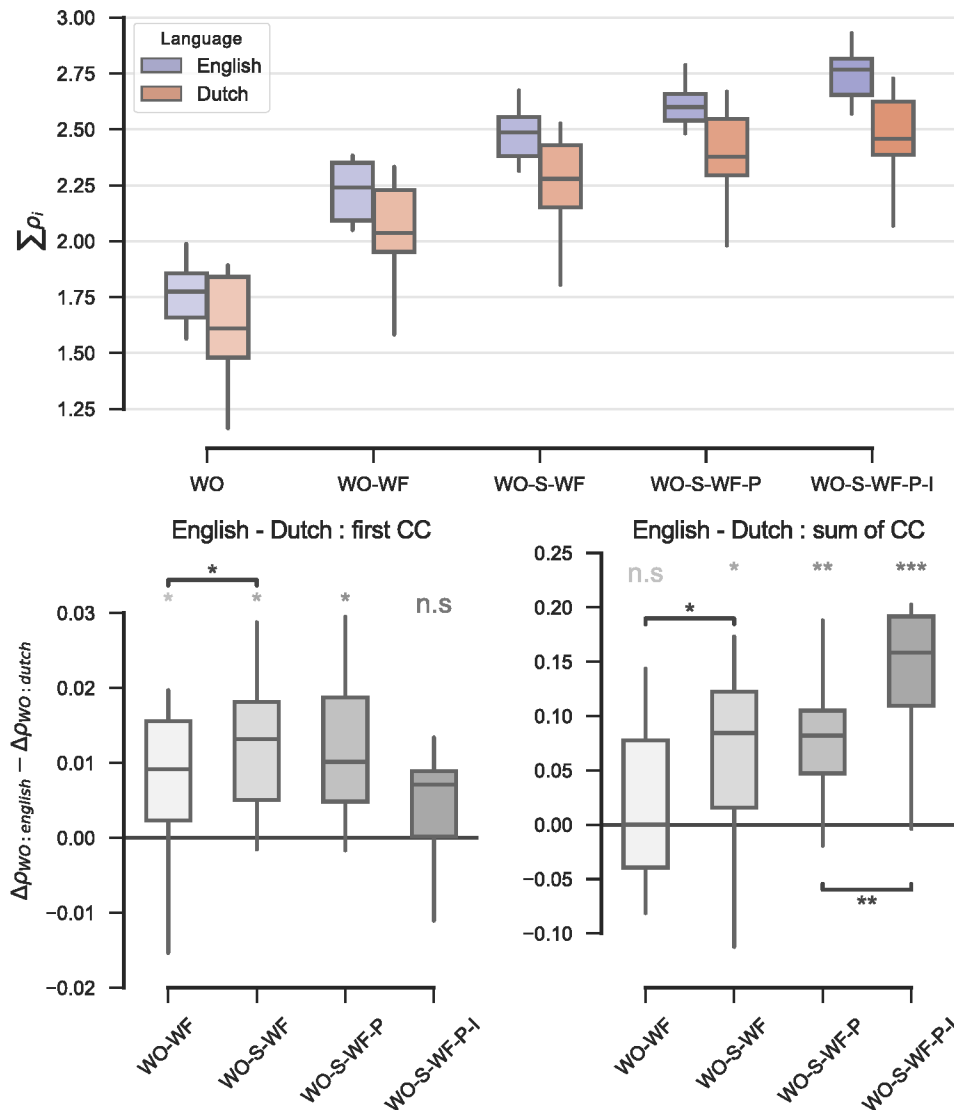 3.00
2.75
2.50
2.25
2.00
1.75
1.50
1.25
∑ρi
Language
English
Dutch
WO
WO-WF
WO-S-WF
WO-S-WF-P
WO-S-WF-P-I
English - Dutch : first CC
0.03
0.02
0.01
0.00
−0.01
−0.02
ΔρWO:english − ΔρWO:dutch
*
*
*
*
n.s
WO-WF
WO-S-WF
WO-S-WF-P
WO-S-WF-P-I
English - Dutch : sum of CC
0.25
0.20
0.15
0.10
0.05
0.00
−0.05
−0.10
n.s
*
**
***
*
**
WO-WF
WO-S-WF
WO-S-WF-P
WO-S-WF-P-I